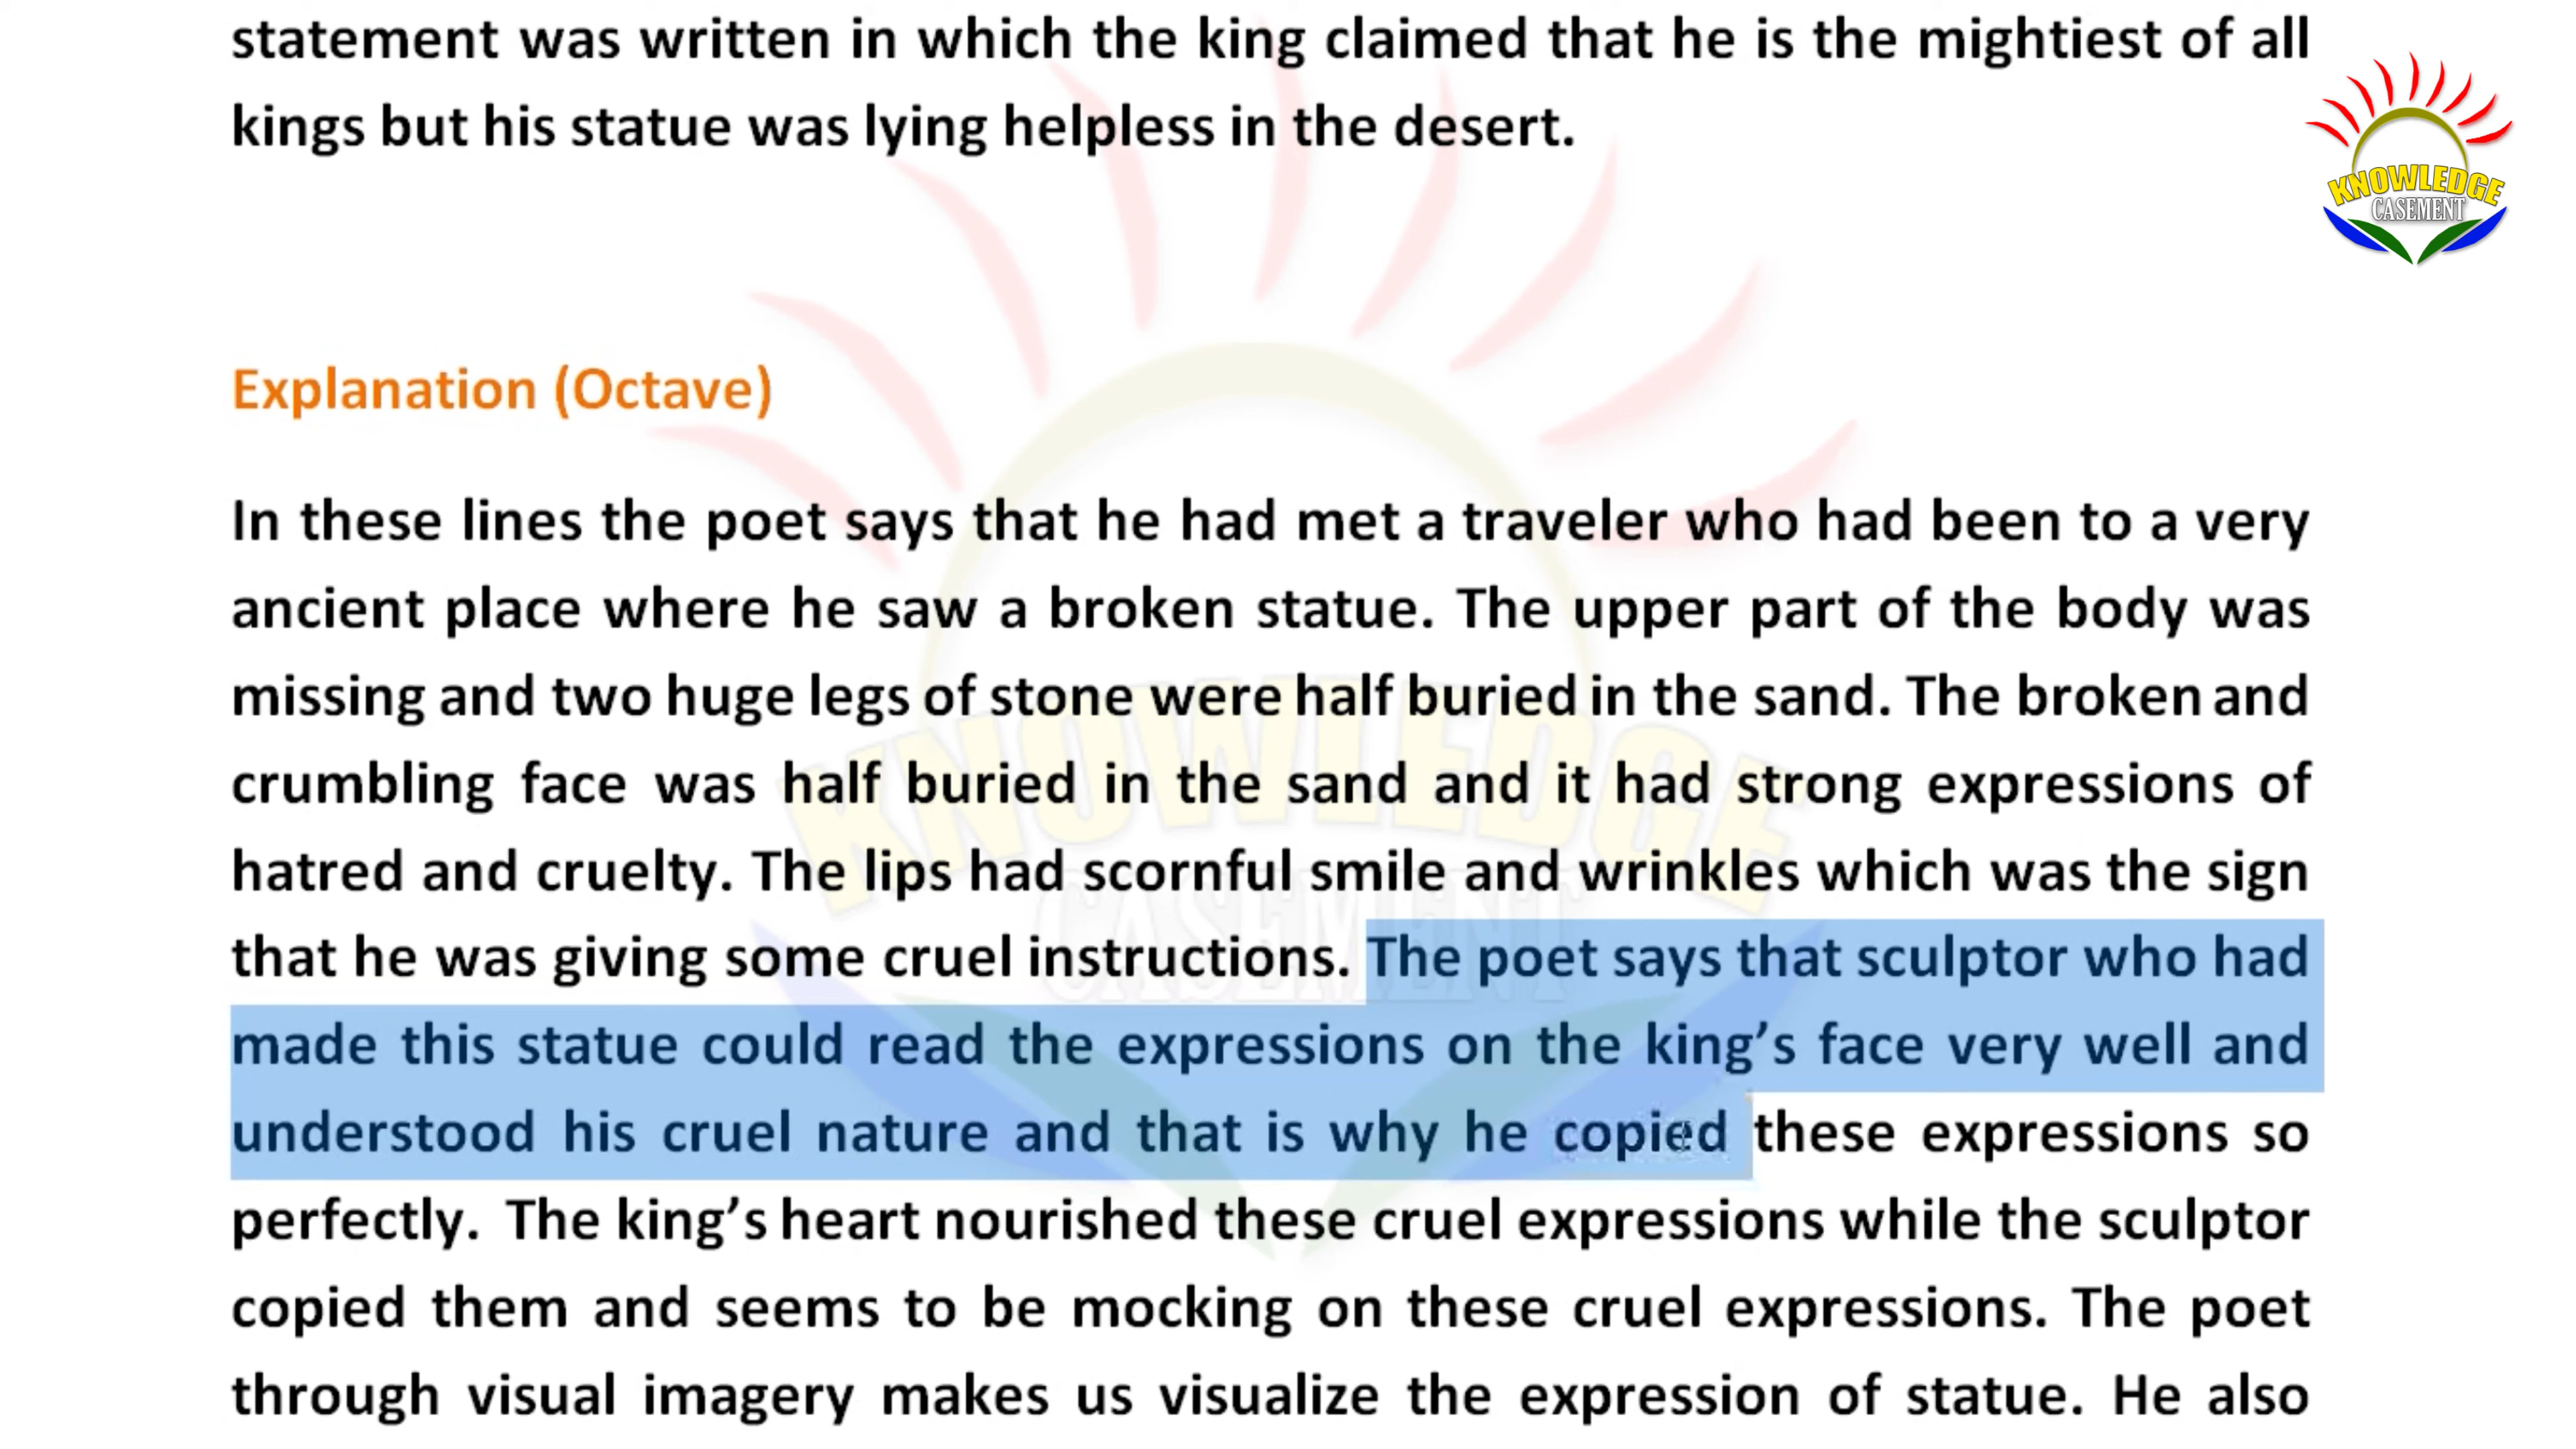 statement was written in which the king claimed that he is the mightiest of all
kings but his statue was lying helpless in the desert.
KNOWLEDGE
CASEMENT
Explanation (Octave)
In these lines the poet says that he had met a traveler who had been to a very
ancient place where he saw a broken statue. The upper part of the body was
missing and two huge legs of stone were half buried in the sand. The broken and
crumbling face was half buried in the sand and it had strong expressions of
hatred and cruelty. The lips had scornful smile and wrinkles which was the sign
that he was giving some cruel instructions. The poet says that sculptor who had
made this statue could read the expressions on the king's face very well and
understood his cruel nature and that is why he copied these expressions so
perfectly. The king's heart nourished these cruel expressions while the sculptor
copied them and seems to be mocking on these cruel expressions. The poet
through visual imagery makes us visualize the expression of statue. He also
KNOWLEDGE
CASEMENT